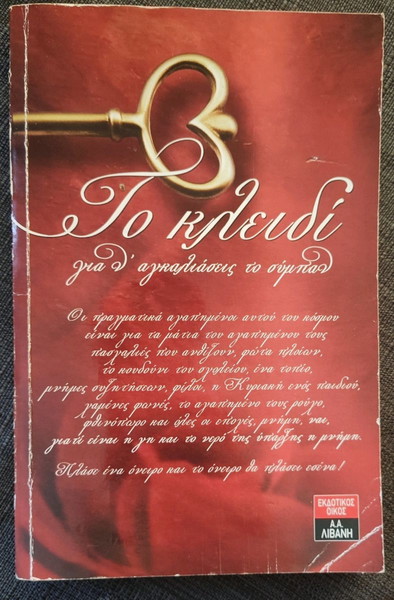 Το κλειδί
για ν' αγκαλιάσεις το σύμπαν
Οι πραγματικά αγαπημένοι αυτού του κόσμου
είναι για τα μάτια του αγαπημένου τους
πασχαλιές που ανθίζουν, φώτα πλοίων,
το κουδούνι του σχολείου, ένα τοπίο,
μνήμες συζητήσεων, φίλοι, η Κυριακή ενός παιδιού,
χαμένες φωνές, το αγαπημένο τους ρούχο,
φθινόπωρο και όλες οι εποχές, μνήμη, ναι,
γιατί είναι η γη και το νερό της ύπαρξης η μνήμη.
Πλάσε ένα όνειρο και το όνειρο θα πλάσει εσένα!
ΕΚΔΟΤΙΚΟΣ
ΟΙΚΟΣ
Α.Α.
ΛΙΒΑΝΗ